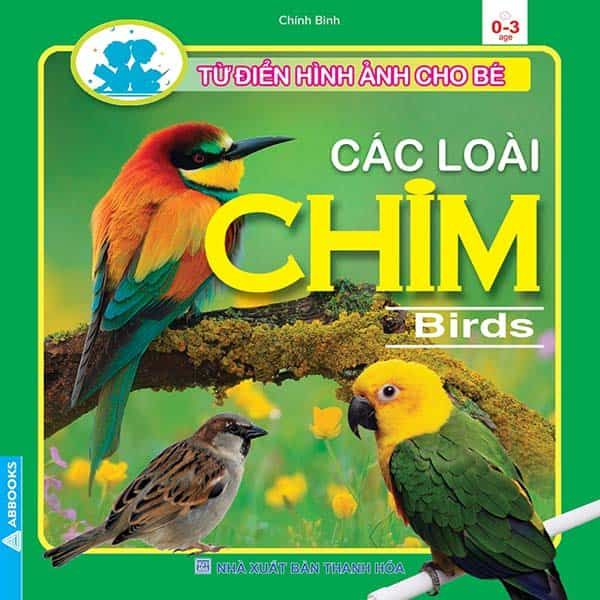 Chính Bình
0-3
age
TỪ ĐIỂN HÌNH ẢNH CHO BÉ
CÁC LOÀI
CHIM
Birds
ABBOOKS
NHÀ XUẤT BẢN THANH HÓA